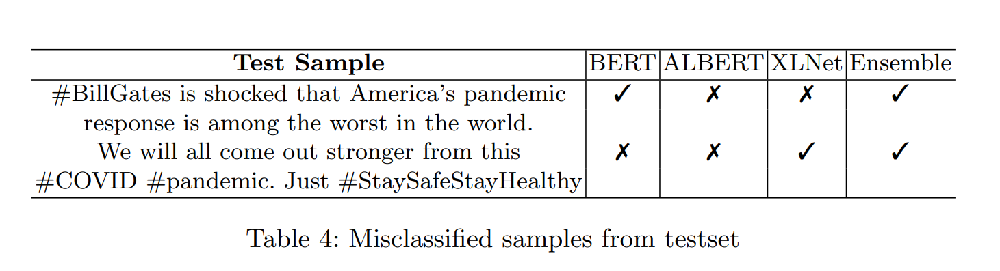 Test Sample BERT ALBERT XLNet Ensemble
#BillGates is shocked that America's pandemic ✓ ✗ ✗ ✓
response is among the worst in the world.
We will all come out stronger from this ✗ ✗ ✓ ✓
#COVID #pandemic. Just #StaySafeStayHealthy
Table 4: Misclassified samples from testset